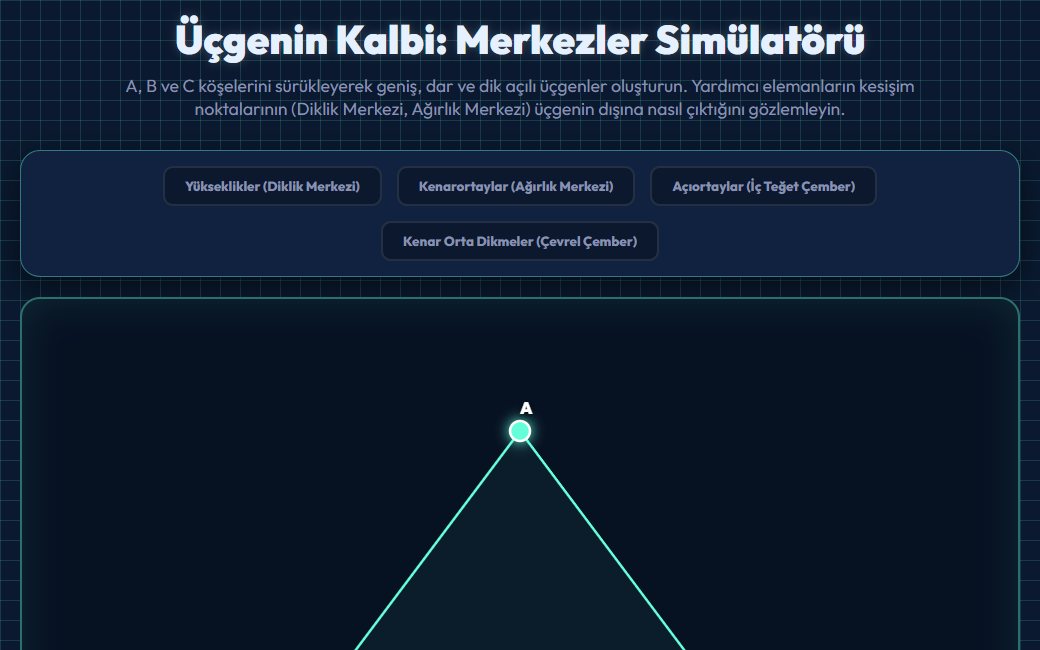 Üçgenin Kalbi: Merkezler Simülatörü
A, B ve C köşelerini sürükleyerek geniş, dar ve dik açılı üçgenler oluşturun. Yardımcı elemanların kesişim
noktalarının (Diklik Merkezi, Ağırlık Merkezi) üçgenin dışına nasıl çıktığını gözlemleyin.
Yükseklikler (Diklik Merkezi)
Kenarortaylar (Ağırlık Merkezi)
Açıortaylar (İç Teğet Çember)
Kenar Orta Dikmeler (Çevrel Çember)
A